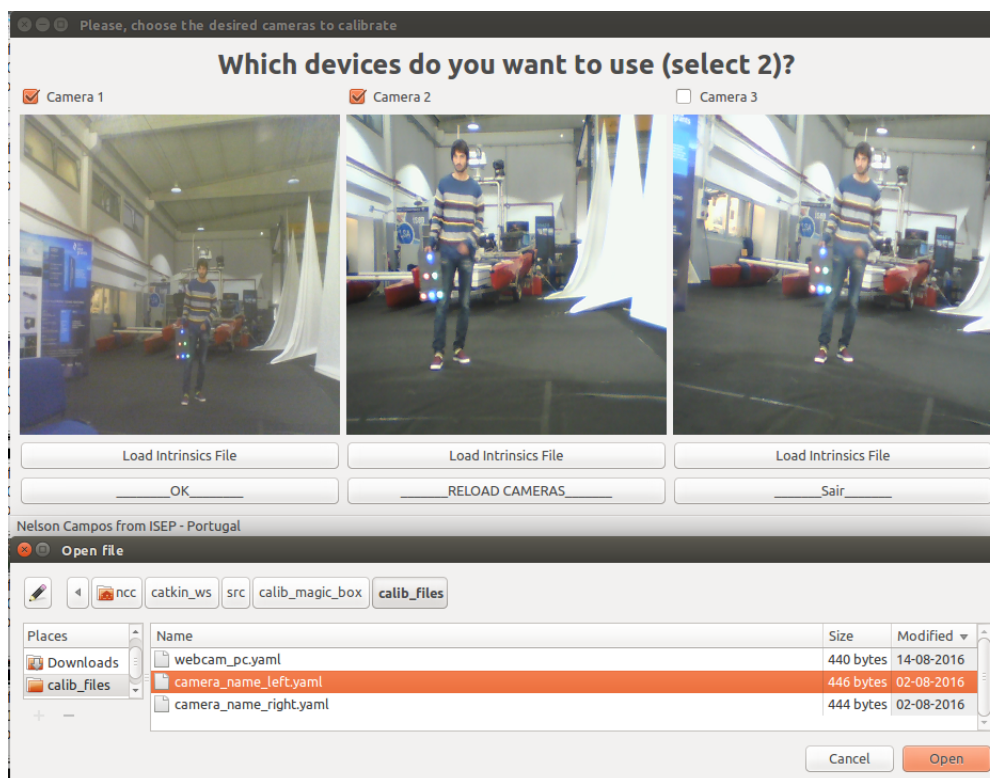 Please, choose the desired cameras to calibrate
Which devices do you want to use (select 2)?
Camera 1
Camera 2
Camera 3
Load Intrinsics File
Load Intrinsics File
Load Intrinsics File
________OK________
_______RELOAD CAMERAS_______
_______Sair_______
Nelson Campos from ISEP - Portugal
Open file
ncc catkin_ws src calib_magic_box calib_files
Places Name Size Modified
Downloads webcam_pc.yaml 440 bytes 14-08-2016
calib_files camera_name_left.yaml 446 bytes 02-08-2016
camera_name_right.yaml 444 bytes 02-08-2016
Cancel Open